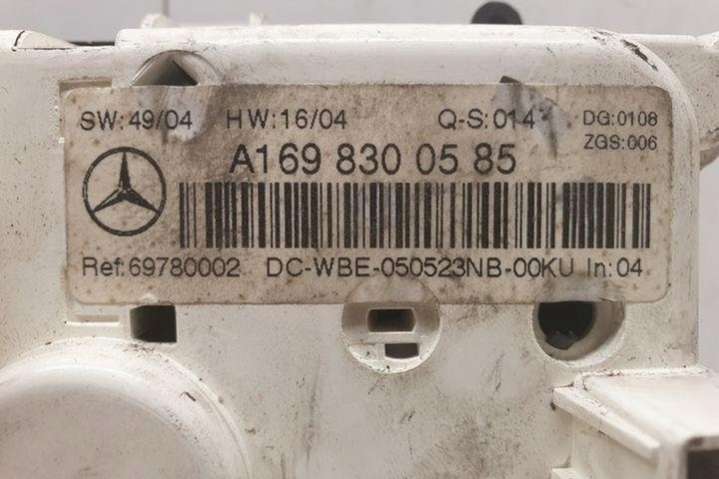 SW:49/04 HW:16/04 Q-S:014 DG:0108
ZGS:006
A169 830 05 85
Ref:69780002 DC-WBE-050523NB-00KU In:04